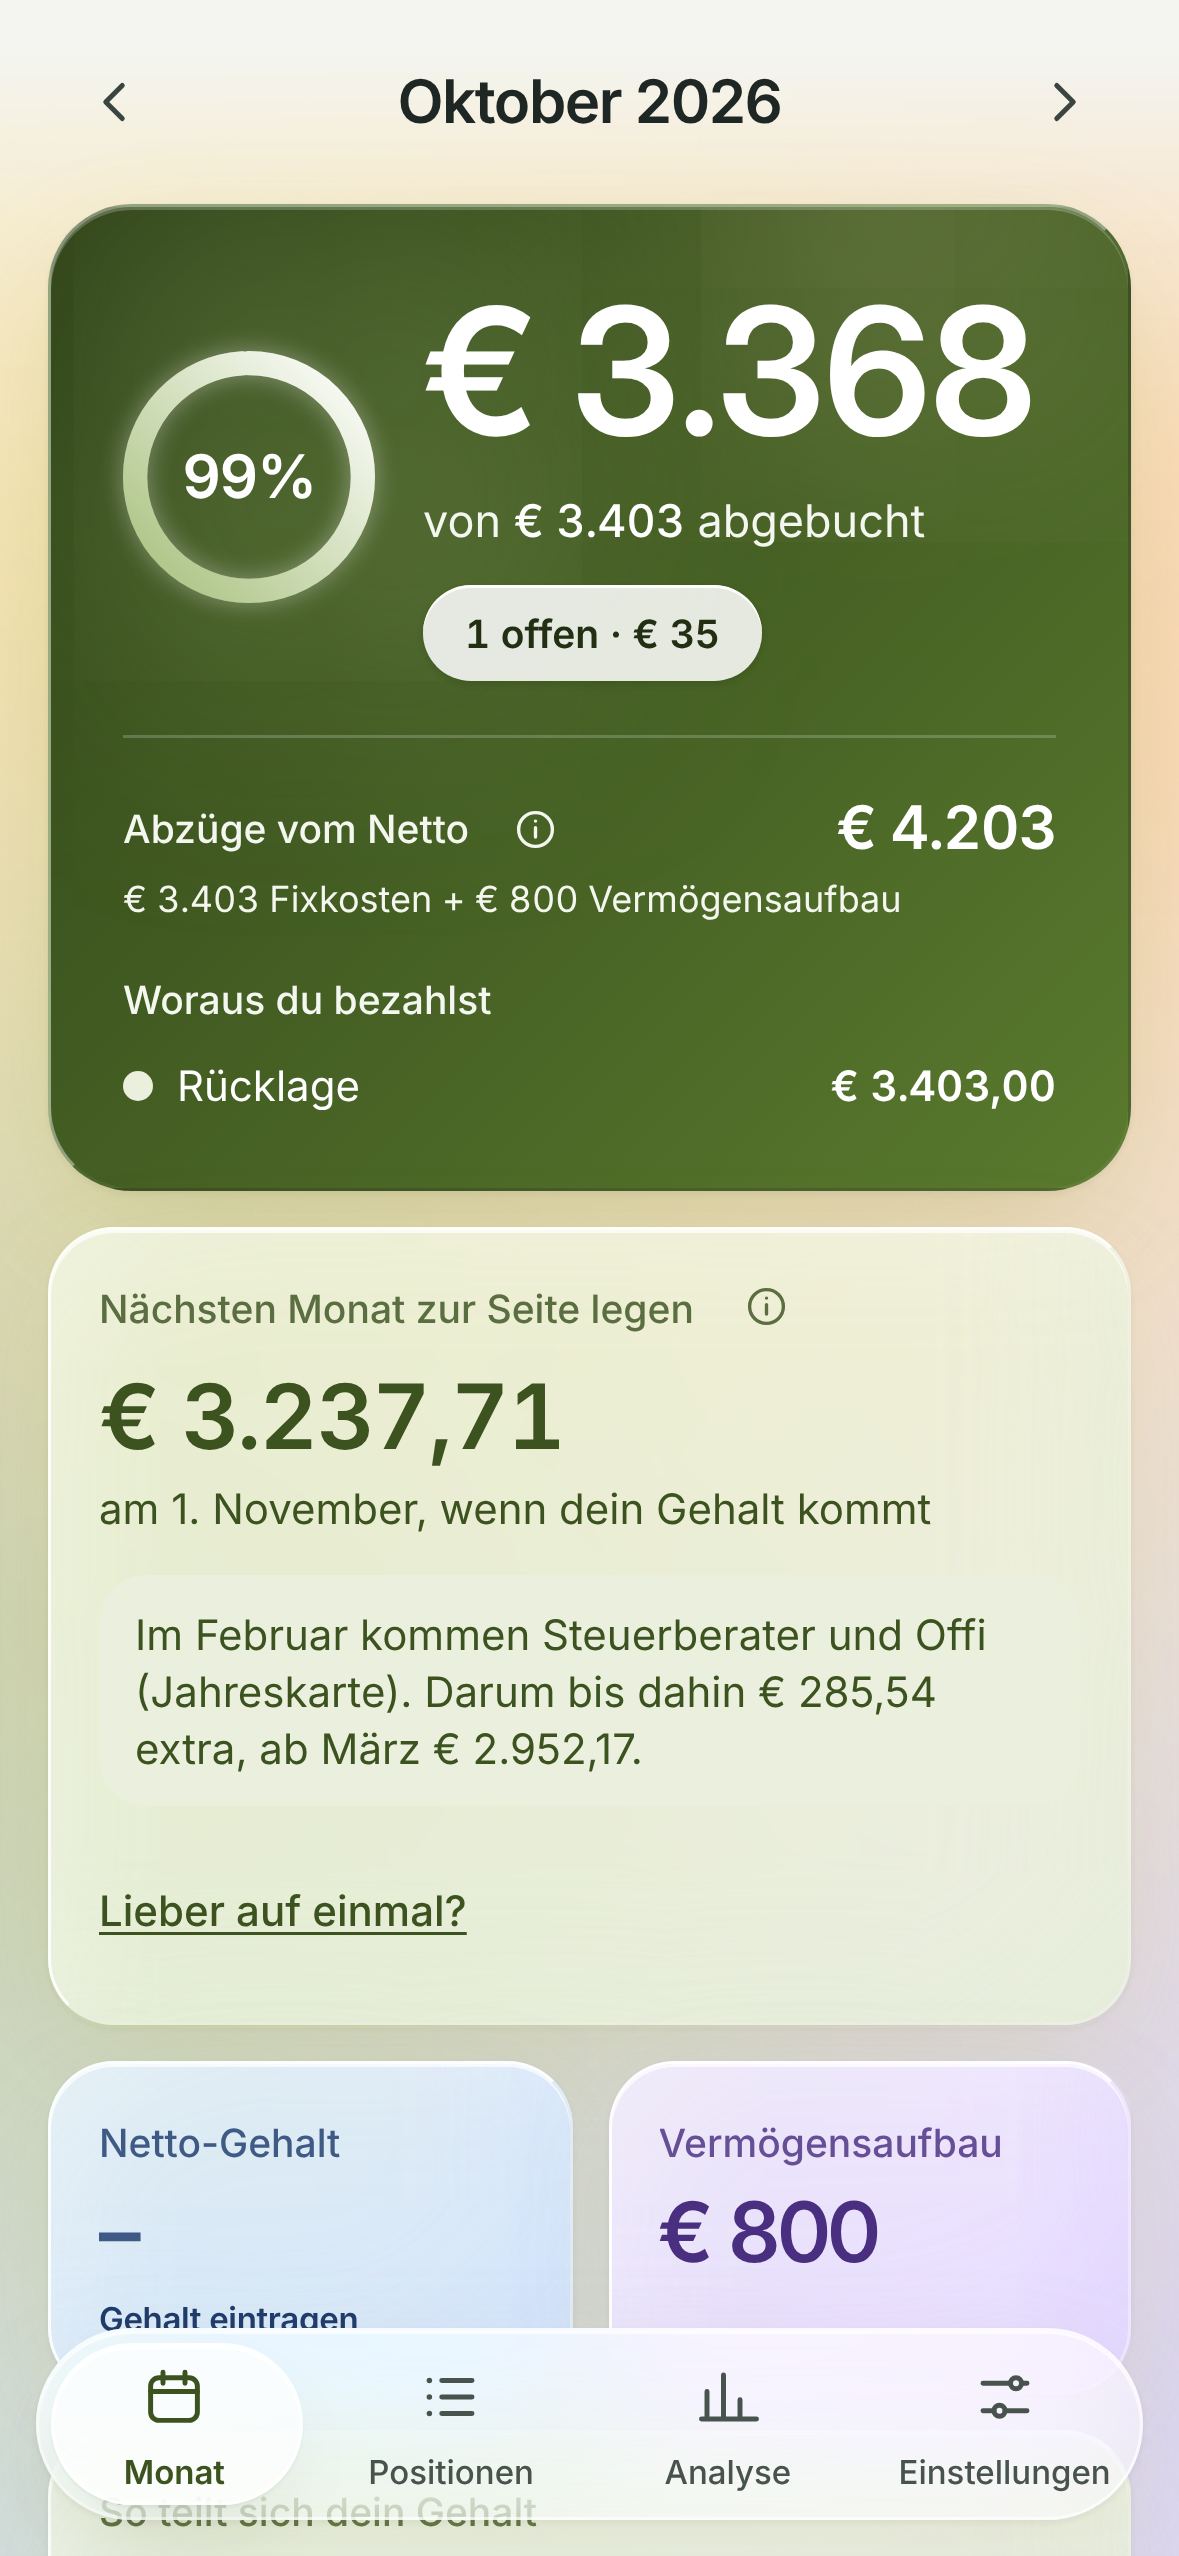 Oktober 2026
99%
€ 3.368
von € 3.403 abgebucht
1 offen · € 35
Abzüge vom Netto
€ 4.203
€ 3.403 Fixkosten + € 800 Vermögensaufbau
Woraus du bezahlst
Rücklage
€ 3.403,00
Nächsten Monat zur Seite legen
€ 3.237,71
am 1. November, wenn dein Gehalt kommt
Im Februar kommen Steuerberater und Offi
(Jahreskarte). Darum bis dahin € 285,54
extra, ab März € 2.952,17.
Lieber auf einmal?
Netto-Gehalt
–
Gehalt eintragen
Vermögensaufbau
€ 800
Monat
Positionen
Analyse
Einstellungen
So teilt sich dein Gehalt